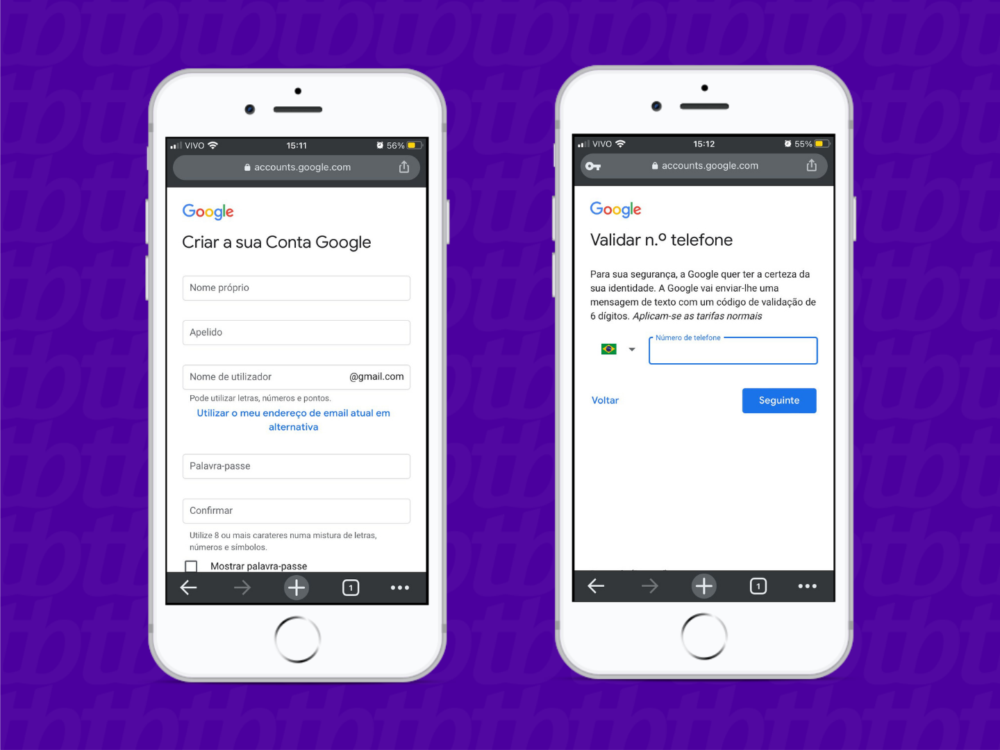 VIVO 15:11 56%
accounts.google.com
Google
Criar a sua Conta Google
Nome próprio
Apelido
Nome de utilizador @gmail.com
Pode utilizar letras, números e pontos.
Utilizar o meu endereço de email atual em
alternativa
Palavra-passe
Confirmar
Utilize 8 ou mais carateres numa mistura de letras,
números e símbolos.
Mostrar palavra-passe
1
VIVO 15:12 55%
accounts.google.com
Google
Validar n.º telefone
Para sua segurança, a Google quer ter a certeza da
sua identidade. A Google vai enviar-lhe uma
mensagem de texto com um código de validação de
6 dígitos. Aplicam-se as tarifas normais
Número de telefone
Voltar Seguinte
1